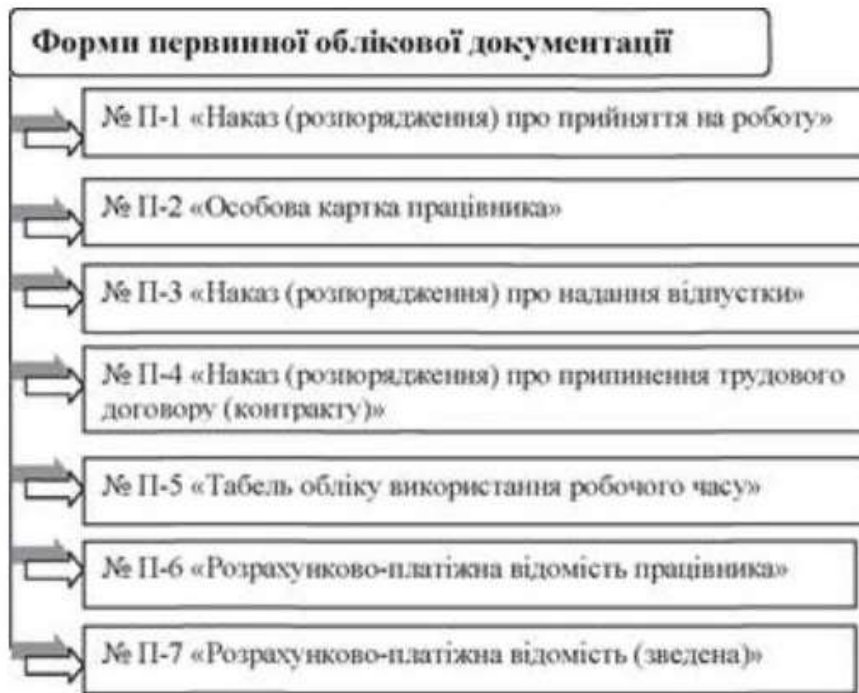 Форми первинної облікової документації
№ П-1 «Наказ (розпорядження) про прийняття на роботу»
№ П-2 «Особова картка працівника»
№ П-3 «Наказ (розпорядження) про надання відпустки»
№ П-4 «Наказ (розпорядження) про припинення трудового
договору (контракту)»
№ П-5 «Табель обліку використання робочого часу»
№ П-6 «Розрахунково-платіжна відомість працівника»
№ П-7 «Розрахунково-платіжна відомість (зведена)»